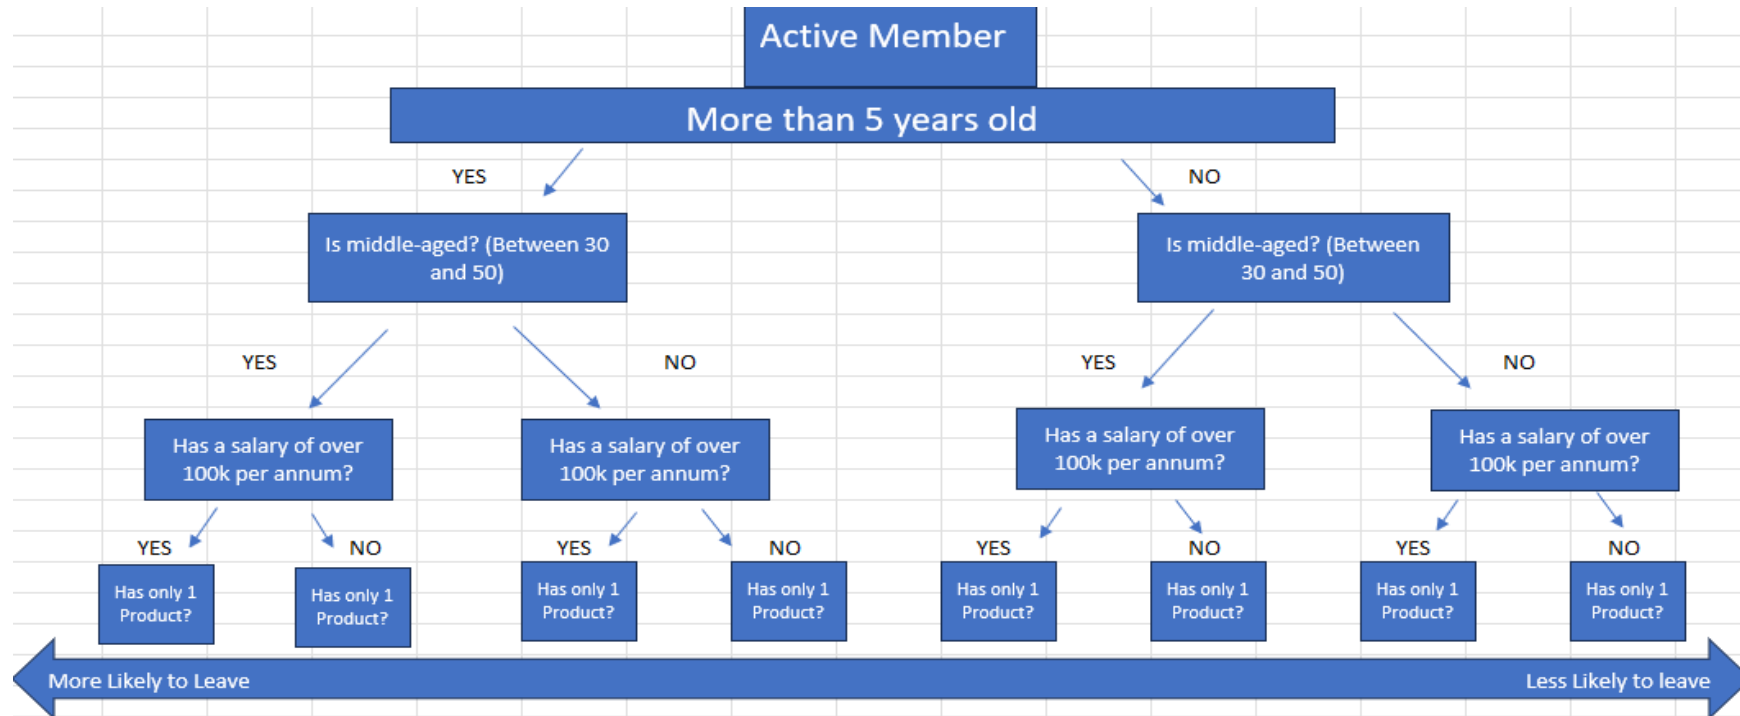 Active Member
More than 5 years old
YES
NO
Is middle-aged? (Between 30
and 50)
Is middle-aged? (Between
30 and 50)
YES
NO
YES
NO
Has a salary of over
100k per annum?
Has a salary of over
100k per annum?
Has a salary of over
100k per annum?
Has a salary of over
100k per annum?
YES
NO
YES
NO
YES
NO
YES
NO
Has only 1
Product?
Has only 1
Product?
Has only 1
Product?
Has only 1
Product?
Has only 1
Product?
Has only 1
Product?
Has only 1
Product?
Has only 1
Product?
More Likely to Leave
Less Likely to leave